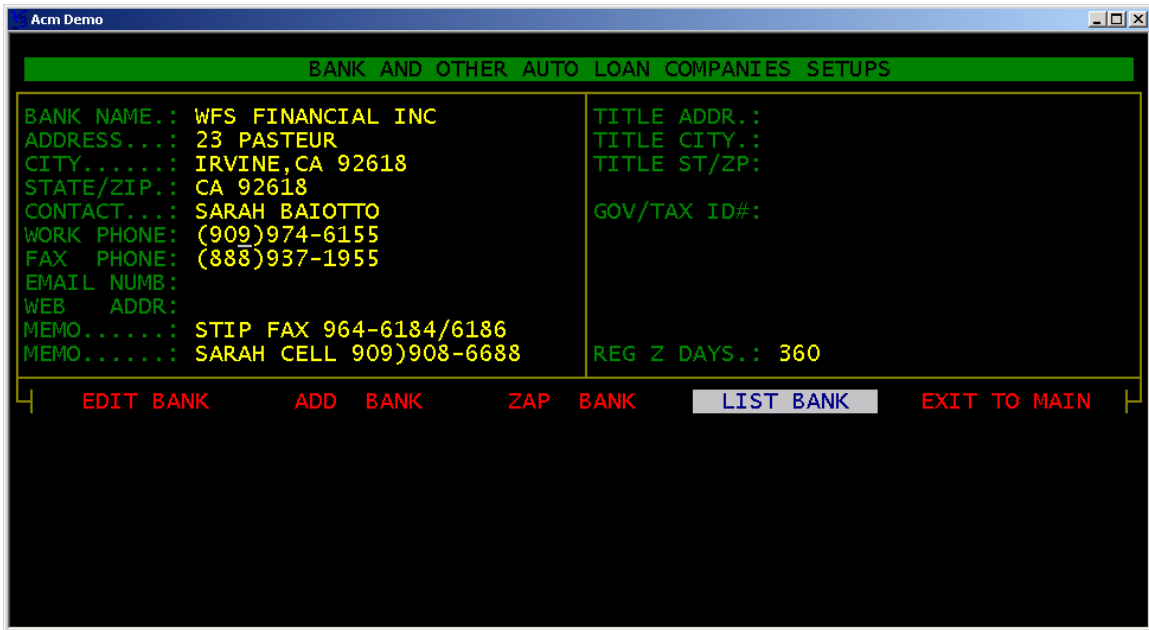 Acm Demo
BANK AND OTHER AUTO LOAN COMPANIES SETUPS
BANK NAME.: WFS FINANCIAL INC
ADDRESS...: 23 PASTEUR
CITY......: IRVINE,CA 92618
STATE/ZIP.: CA 92618
CONTACT...: SARAH BAIOTTO
WORK PHONE: (909)974-6155
FAX  PHONE: (888)937-1955
EMAIL NUMB:
WEB   ADDR:
MEMO......: STIP FAX 964-6184/6186
MEMO......: SARAH CELL 909)908-6688
TITLE ADDR.:
TITLE CITY.:
TITLE ST/ZP:
GOV/TAX ID#:
REG Z DAYS.: 360
EDIT BANK ADD  BANK ZAP  BANK LIST BANK EXIT TO MAIN